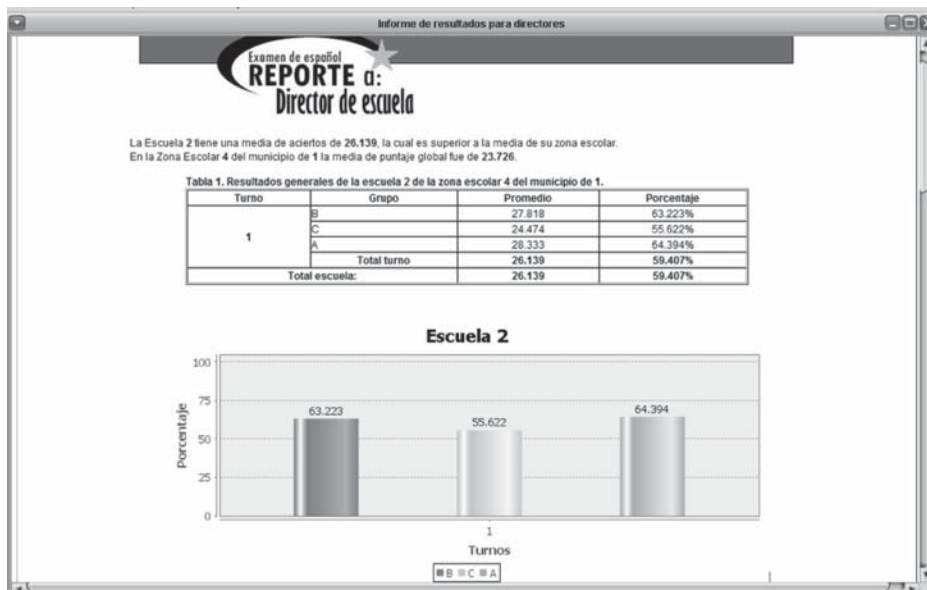 Informe de resultados para directores
Examen de español
REPORTE a:
Director de escuela
La Escuela 2 tiene una media de aciertos de 26.139, la cual es superior a la media de su zona escolar.
En la Zona Escolar 4 del municipio de 1 la media de puntaje global fue de 23.726.
Tabla 1. Resultados generales de la escuela 2 de la zona escolar 4 del municipio de 1.
Turno Grupo Promedio Porcentaje
1
B 27.818 63.223%
C 24.474 55.622%
A 28.333 64.394%
Total turno 26.139 59.407%
Total escuela: 26.139 59.407%
Escuela 2
Porcentaje
100
75
50
25
0
63.223
55.622
64.394
1
Turnos
B C A